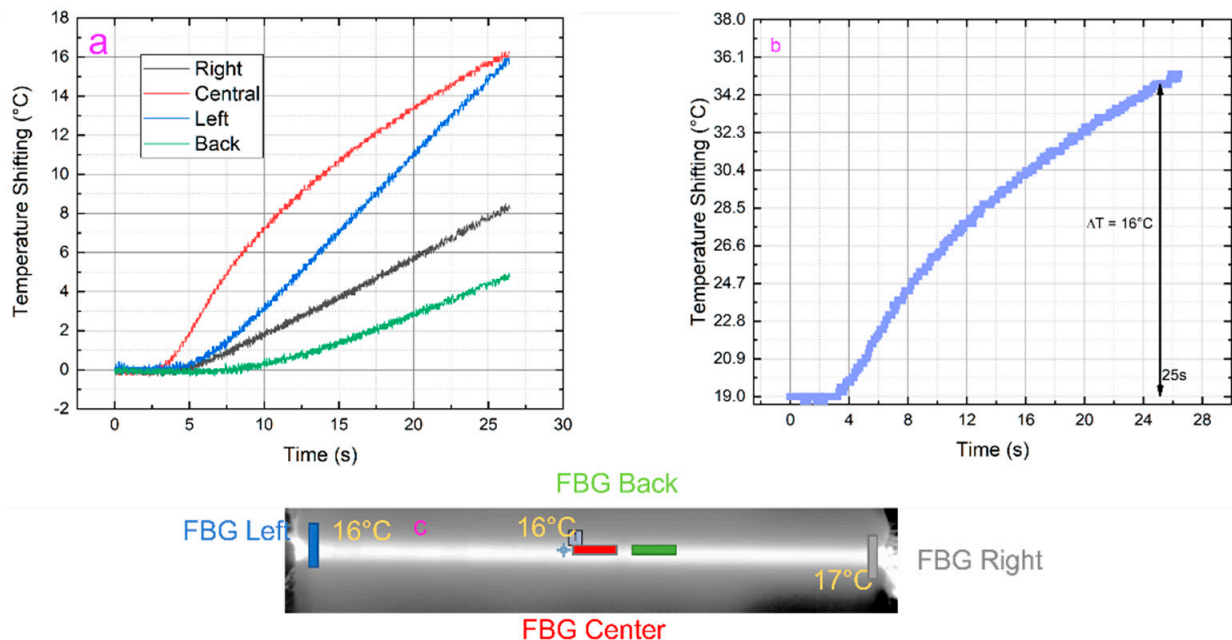 a
Right
Central
Left
Back
18
16
14
12
10
8
6
4
2
0
-2
0
5
10
15
20
25
30
Temperature Shifting (°C)
Time (s)
b
38.0
36.1
34.2
32.3
30.4
28.5
26.6
24.7
22.8
20.9
19.0
0
4
8
12
16
20
24
28
Temperature Shifting (°C)
Time (s)
ΔT = 16°C
25s
FBG Back
FBG Left
16°C
c
16°C
17°C
FBG Right
FBG Center